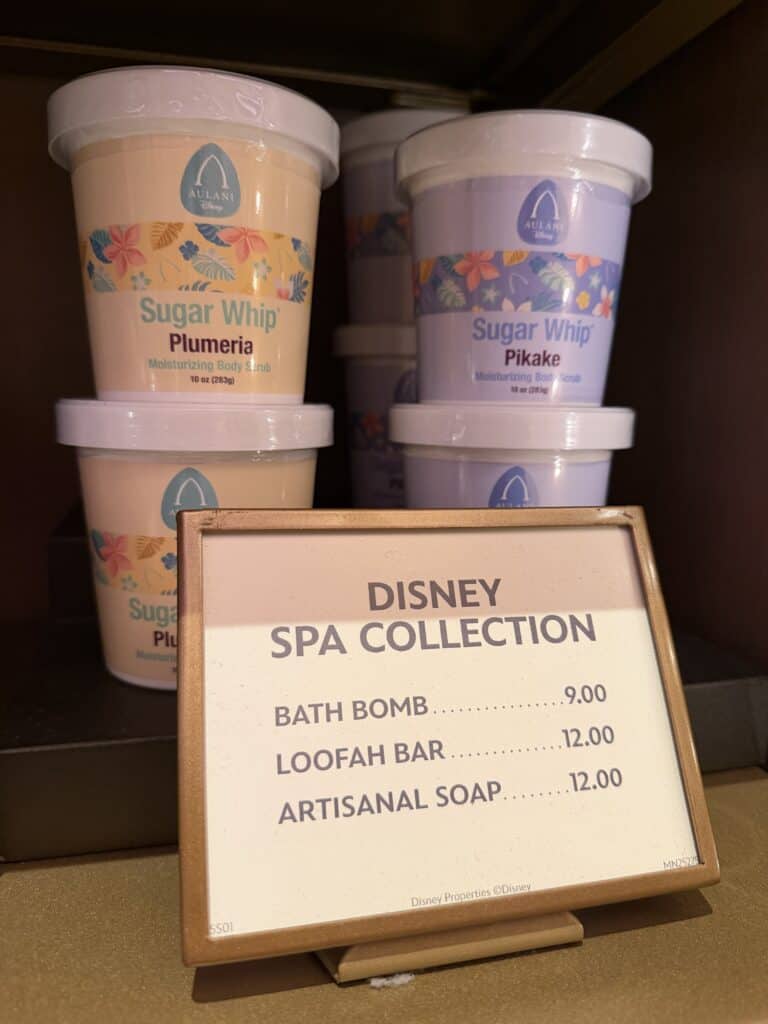 AULANI
Disney
Sugar Whip
Plumeria
Moisturizing Body Scrub
10 oz (283g)
AULANI
Disney
Sugar Whip
Pikake
Moisturizing Body Scrub
10 oz (283g)
DISNEY
SPA COLLECTION
BATH BOMB..................9.00
LOOFAH BAR..............12.00
ARTISANAL SOAP........12.00
Disney Properties ©Disney